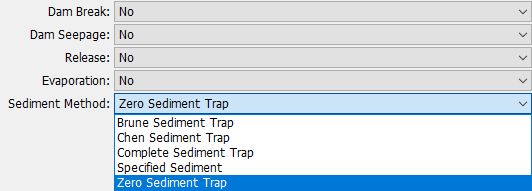 Dam Break: No
Dam Seepage: No
Release: No
Evaporation: No
Sediment Method: Zero Sediment Trap
Brune Sediment Trap
Chen Sediment Trap
Complete Sediment Trap
Specified Sediment
Zero Sediment Trap